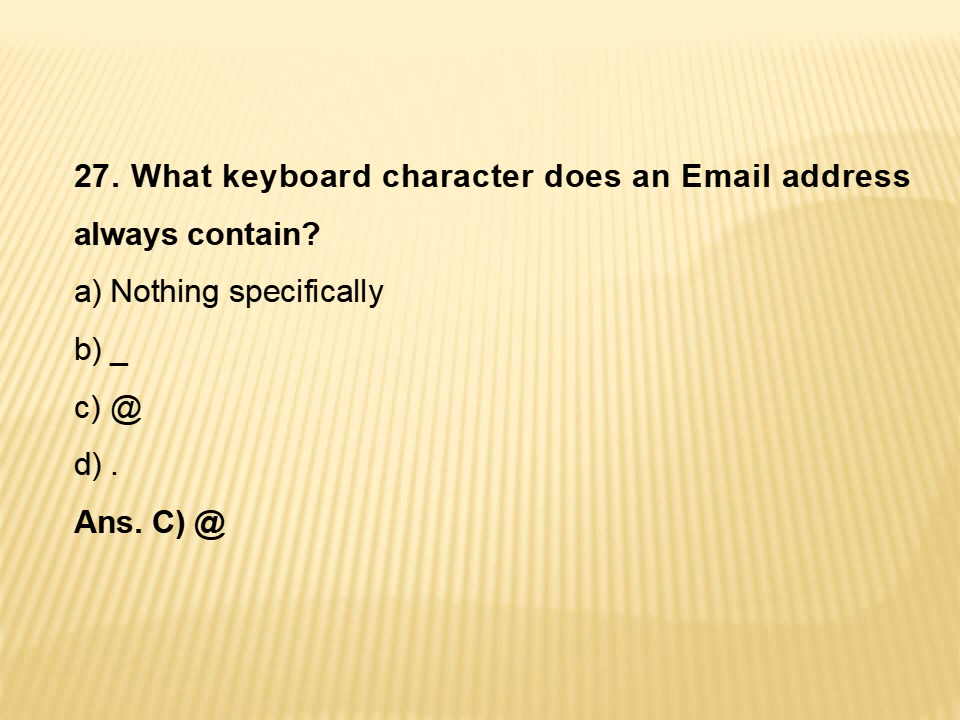 27. What keyboard character does an Email address
always contain?
a) Nothing specifically
b) _
c) @
d) .
Ans. C) @